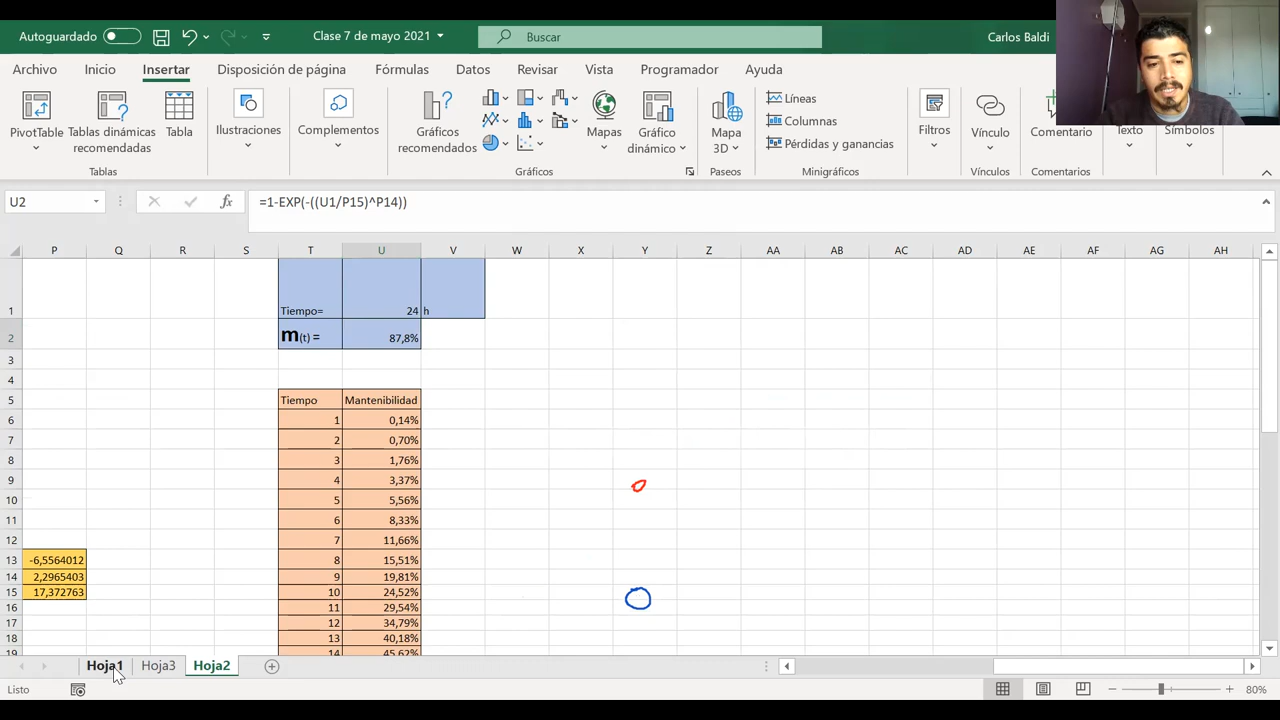 Autoguardado
Clase 7 de mayo 2021
Buscar
Carlos Baldi
Archivo Inicio Insertar Disposición de página Fórmulas Datos Revisar Vista Programador Ayuda
PivotTable
Tablas dinámicas recomendadas
Tabla
Ilustraciones
Complementos
Gráficos recomendados
Mapas
Gráfico dinámico
Mapa 3D
Líneas
Columnas
Pérdidas y ganancias
Filtros
Vínculo
Comentario
Texto
Símbolos
Tablas Gráficos Paseos Minigráficos Vínculos Comentarios
U2 fx =1-EXP(-((U1/P15)^P14))
P Q R S T U V W X Y Z AA AB AC AD AE AF AG AH
1 Tiempo= 24 h
2 m(t) = 87,8%
3
4
5 Tiempo Mantenibilidad
6 1 0,14%
7 2 0,70%
8 3 1,76%
9 4 3,37%
10 5 5,56%
11 6 8,33%
12 7 11,66%
13 -6,5564012 8 15,51%
14 2,2965403 9 19,81%
15 17,372763 10 24,52%
16 11 29,54%
17 12 34,79%
18 13 40,18%
14 45,62%
Hoja1 Hoja3 Hoja2
Listo
80%